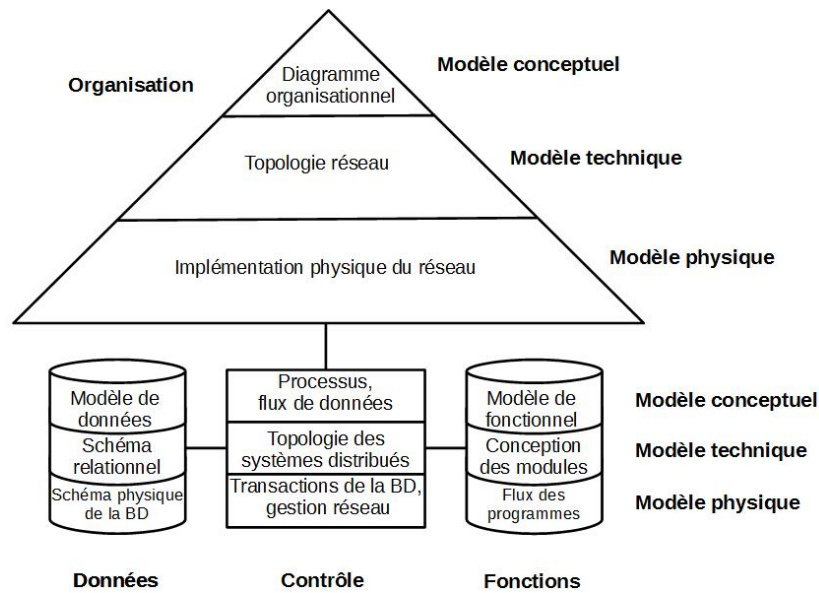 Organisation
Diagramme
organisationnel
Modèle conceptuel
Topologie réseau
Modèle technique
Implémentation physique du réseau
Modèle physique
Modèle de
données
Processus,
flux de données
Modèle de
fonctionnel
Modèle conceptuel
Schéma
relationnel
Topologie des
systèmes distribués
Conception
des modules
Modèle technique
Schéma physique
de la BD
Transactions de la BD,
gestion réseau
Flux des
programmes
Modèle physique
Données
Contrôle
Fonctions